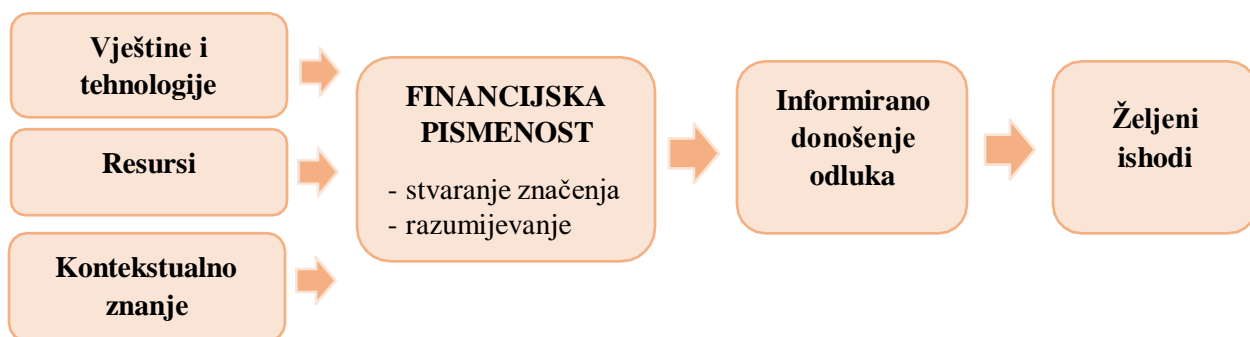 Vještine i
tehnologije
Resursi
Kontekstualno
znanje
FINANCIJSKA
PISMENOST
- stvaranje značenja
- razumijevanje
Informirano
donošenje
odluka
Željeni
ishodi